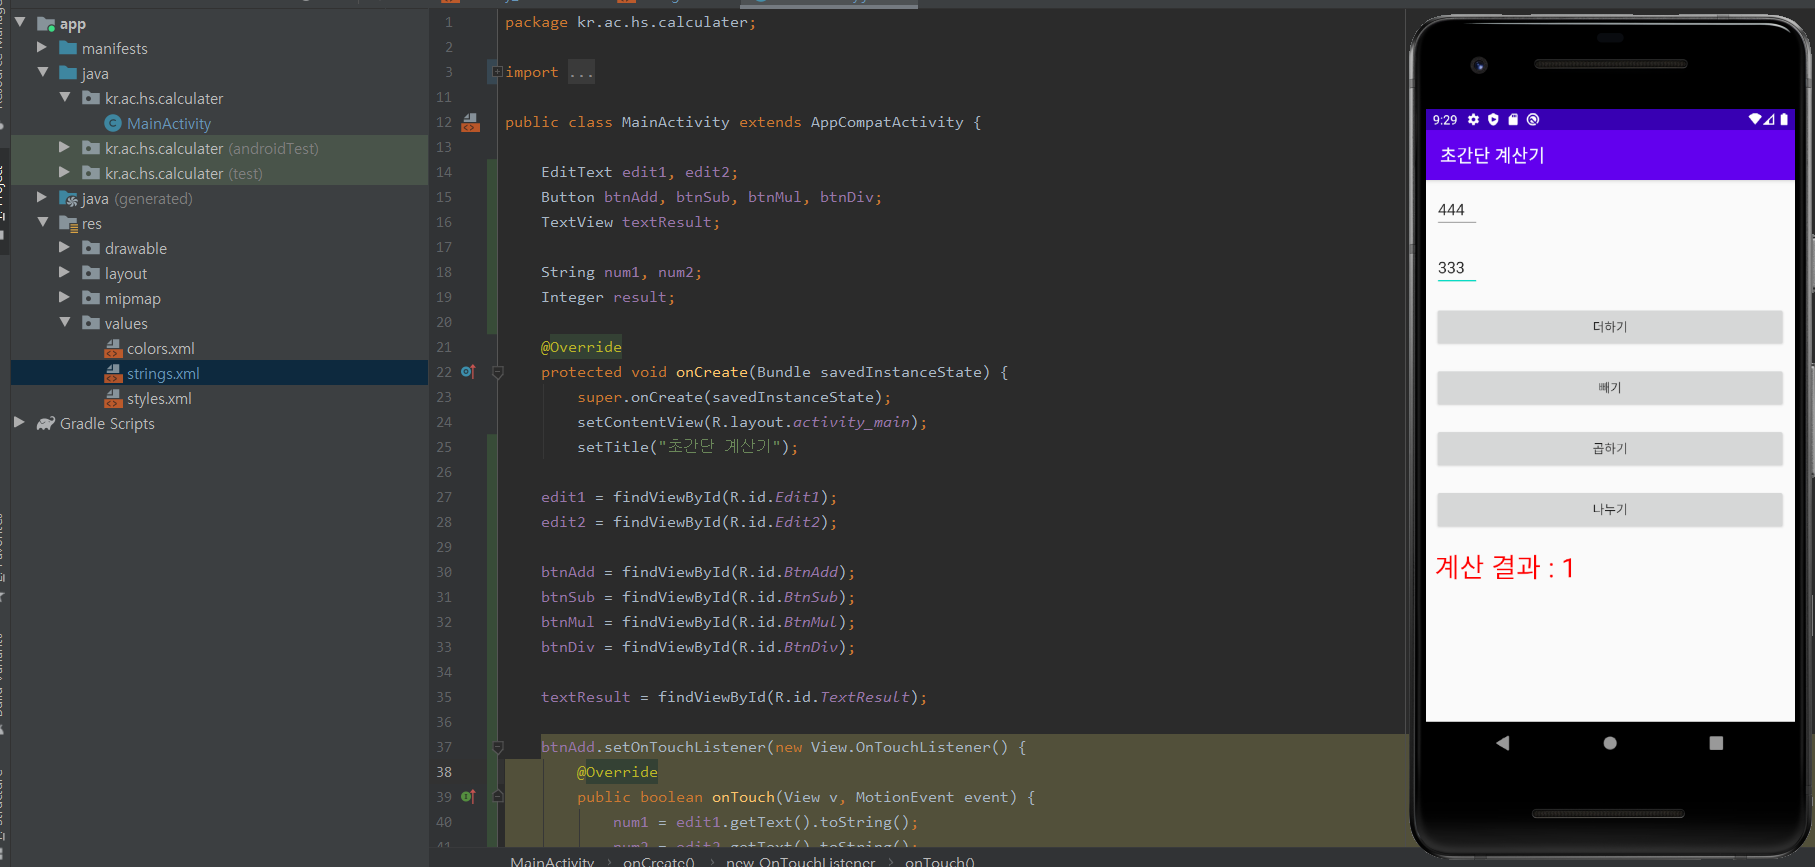 app
manifests
java
kr.ac.hs.calculater
MainActivity
kr.ac.hs.calculater (androidTest)
kr.ac.hs.calculater (test)
java (generated)
res
drawable
layout
mipmap
values
colors.xml
strings.xml
styles.xml
Gradle Scripts
1 package kr.ac.hs.calculater;
2
3 import ...
11
12 public class MainActivity extends AppCompatActivity {
13
14 EditText edit1, edit2;
15 Button btnAdd, btnSub, btnMul, btnDiv;
16 TextView textResult;
17
18 String num1, num2;
19 Integer result;
20
21 @Override
22 protected void onCreate(Bundle savedInstanceState) {
23 super.onCreate(savedInstanceState);
24 setContentView(R.layout.activity_main);
25 setTitle("초간단 계산기");
26
27 edit1 = findViewById(R.id.Edit1);
28 edit2 = findViewById(R.id.Edit2);
29
30 btnAdd = findViewById(R.id.BtnAdd);
31 btnSub = findViewById(R.id.BtnSub);
32 btnMul = findViewById(R.id.BtnMul);
33 btnDiv = findViewById(R.id.BtnDiv);
34
35 textResult = findViewById(R.id.TextResult);
36
37 btnAdd.setOnTouchListener(new View.OnTouchListener() {
38 @Override
39 public boolean onTouch(View v, MotionEvent event) {
40 num1 = edit1.getText().toString();
41 num2 = edit2.getText().toString();
MainActivity › onCreate() › new OnTouchListener › onTouch()
9:29
초간단 계산기
444
333
더하기
빼기
곱하기
나누기
계산 결과 : 1